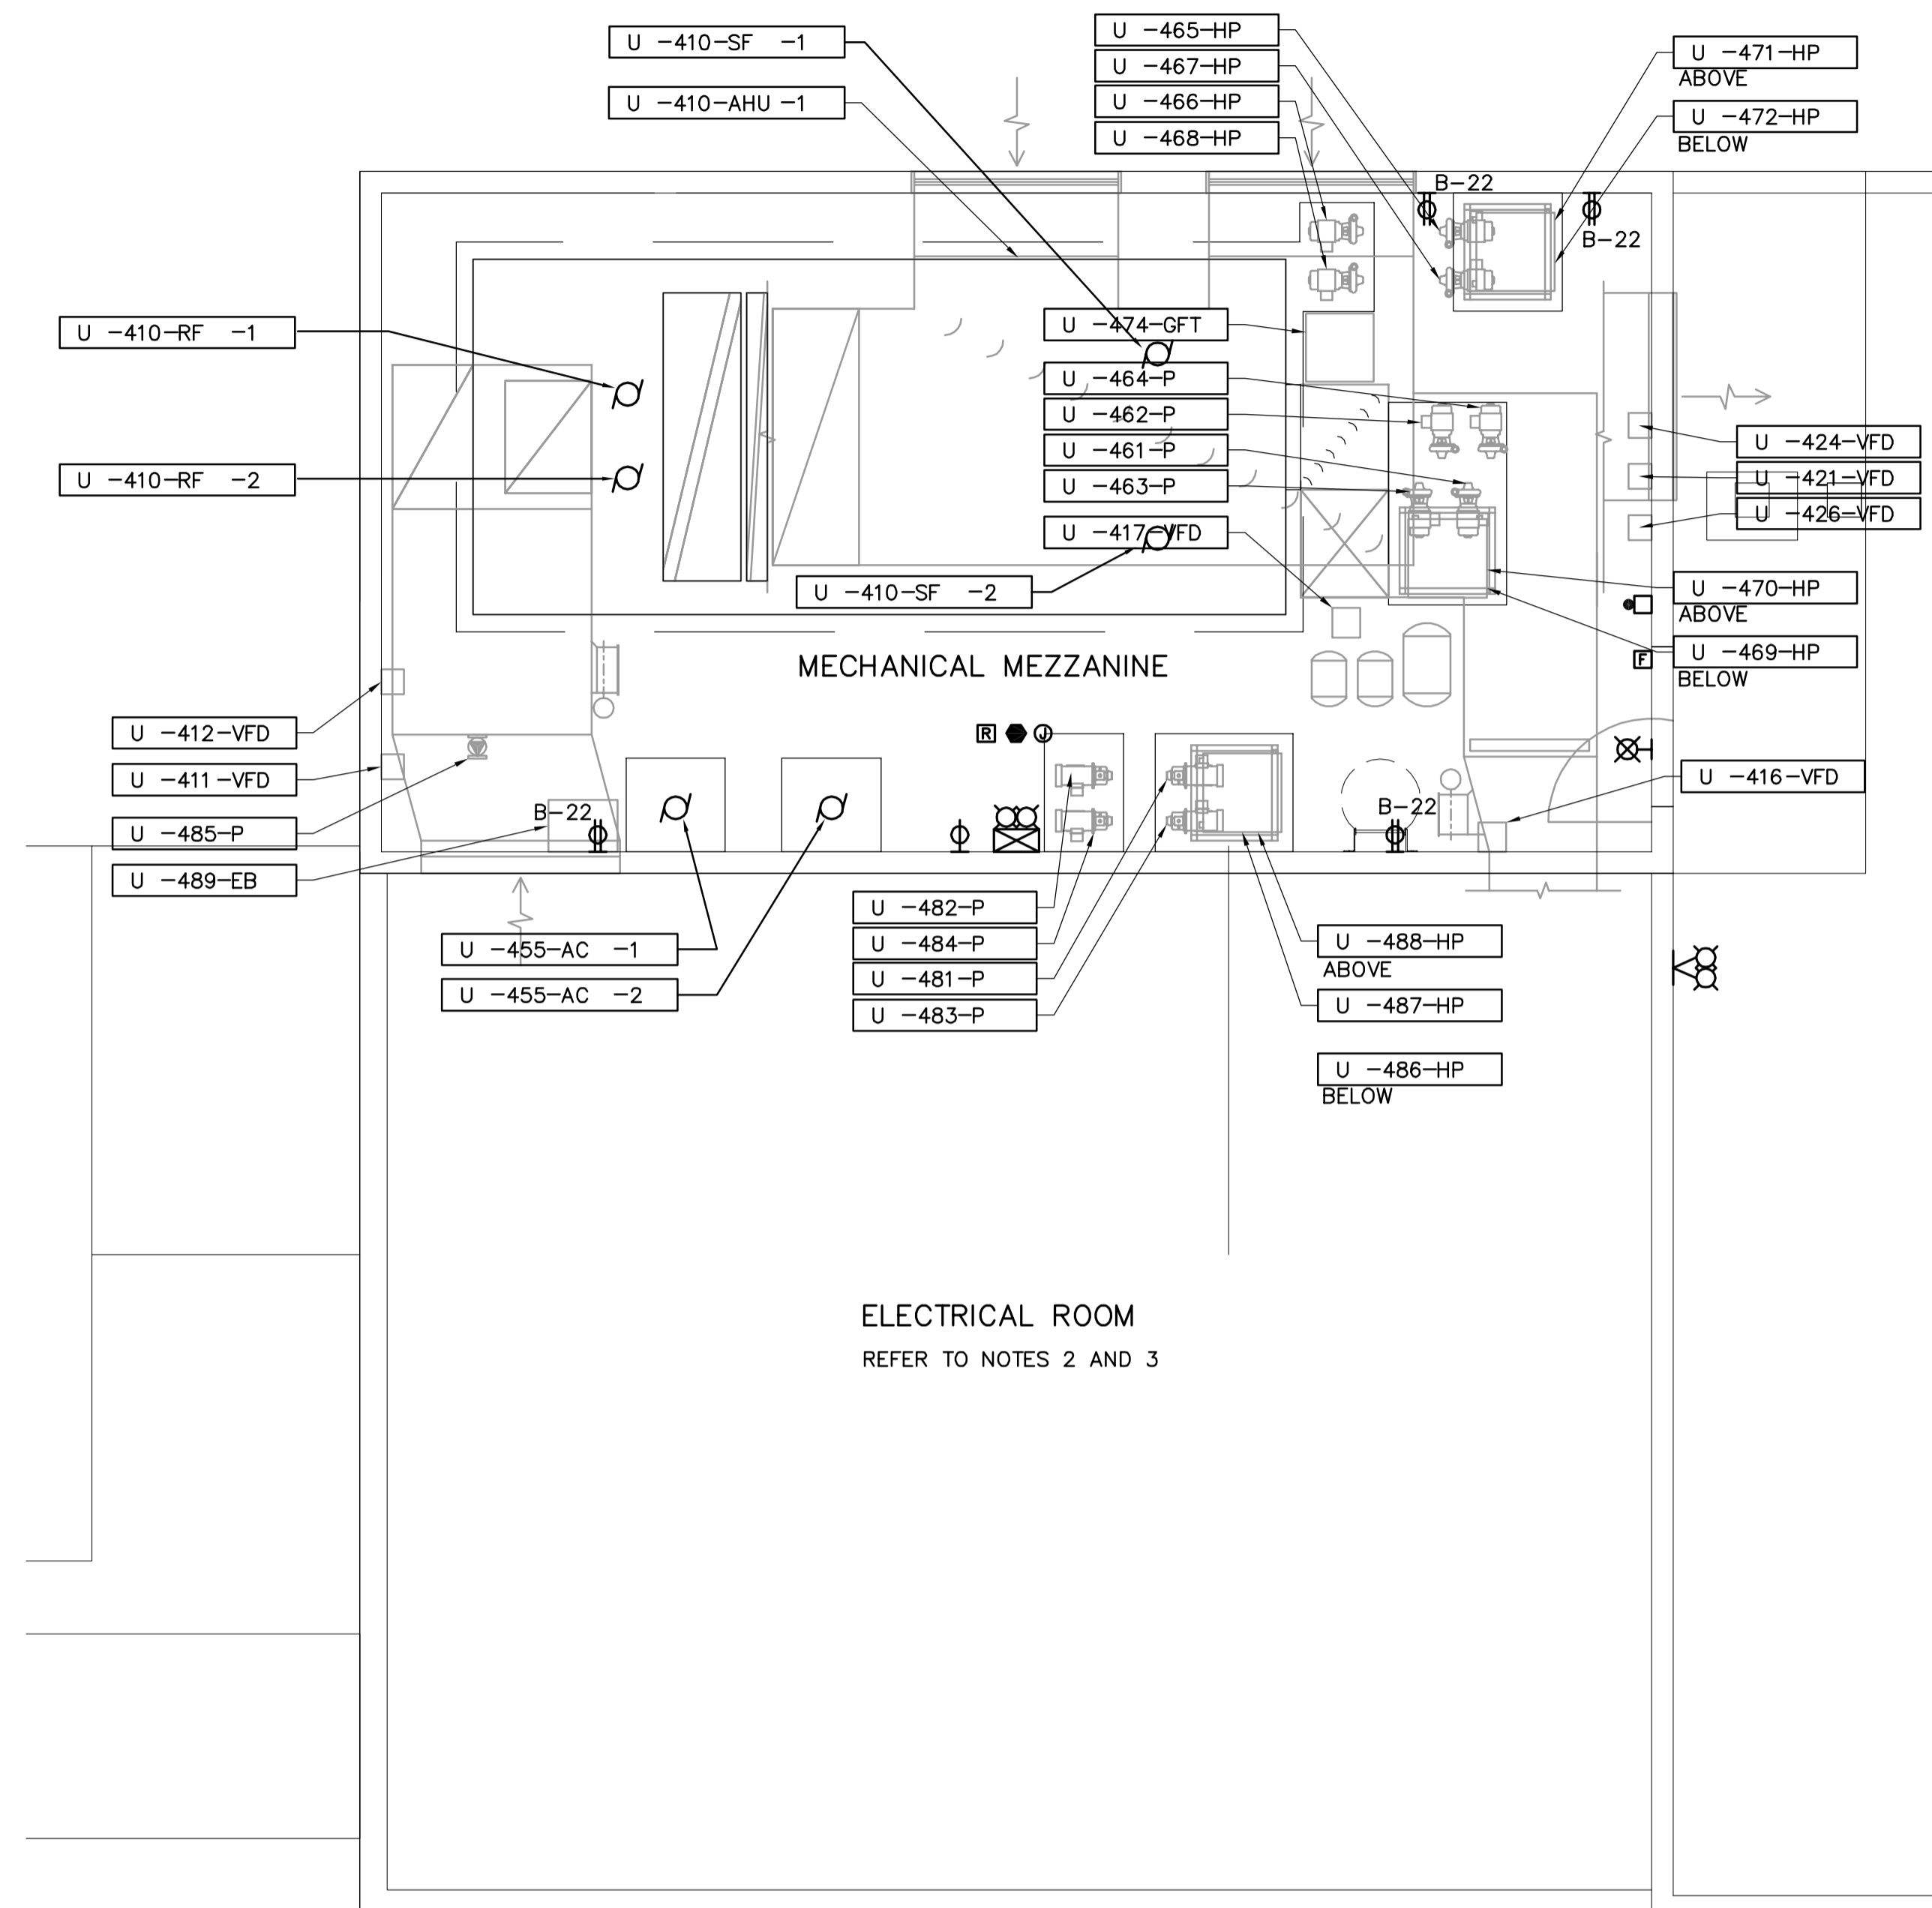 U -410-SF -1
U -410-AHU -1
U -465-HP
U -467-HP
U -466-HP
U -468-HP
U -471-HP
ABOVE
U -472-HP
BELOW
B-22
B-22
U -410-RF -1
U -410-RF -2
U -474-GFT
U -464-P
U -462-P
U -461-P
U -463-P
U -417-VFD
U -410-SF -2
U -424-VFD
U -421-VFD
U -426-VFD
U -470-HP
ABOVE
U -469-HP
BELOW
F
MECHANICAL MEZZANINE
R J
U -412-VFD
U -411-VFD
U -485-P
U -489-EB
B-22
B-22
U -416-VFD
U -455-AC -1
U -455-AC -2
U -482-P
U -484-P
U -481-P
U -483-P
U -488-HP
ABOVE
U -487-HP
U -486-HP
BELOW
ELECTRICAL ROOM
REFER TO NOTES 2 AND 3